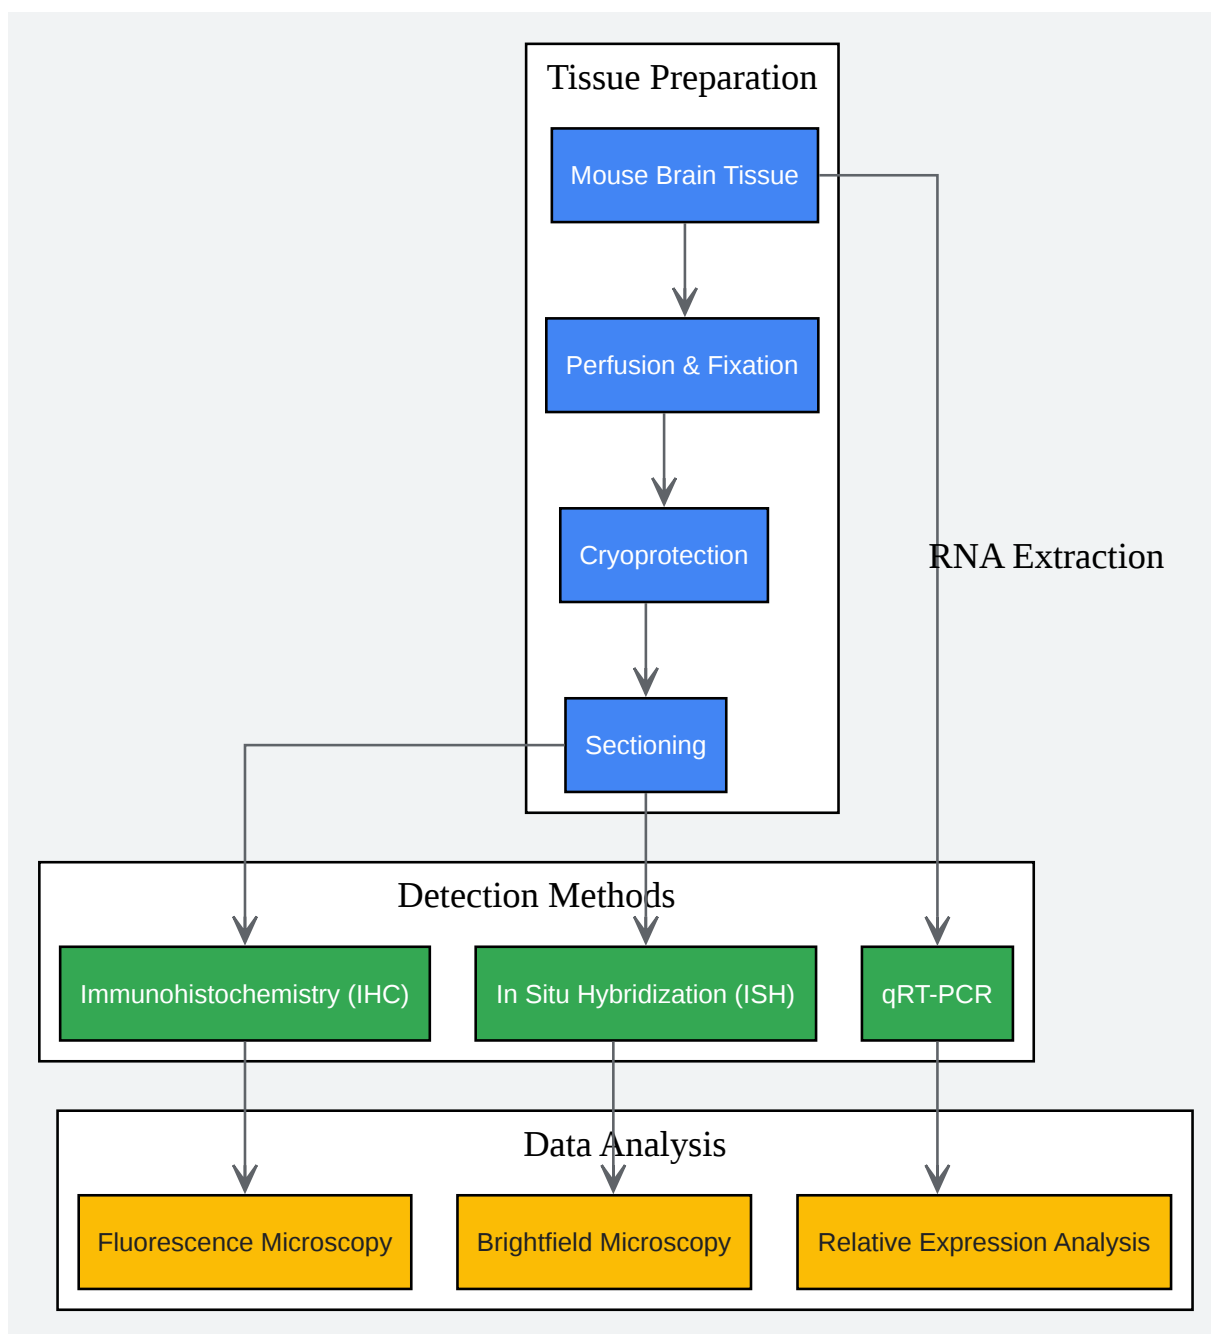 Tissue Preparation
Mouse Brain Tissue
Perfusion & Fixation
Cryoprotection
RNA Extraction
Sectioning
Detection Methods
Immunohistochemistry (IHC)
In Situ Hybridization (ISH)
qRT-PCR
Data Analysis
Fluorescence Microscopy
Brightfield Microscopy
Relative Expression Analysis